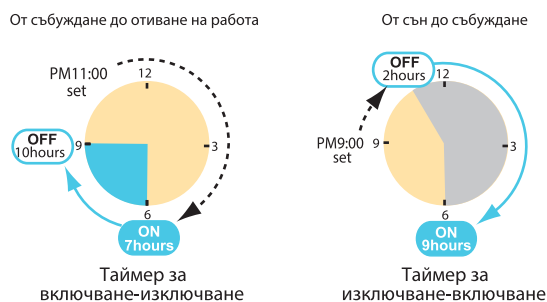 От събуждане до отиване на работа
PM11:00
set
12
OFF
10hours
9
3
6
ON
7hours
Таймер за
включване-изключване
От сън до събуждане
OFF
2hours
12
PM9:00
set
9
3
6
ON
9hours
Таймер за
изключване-включване